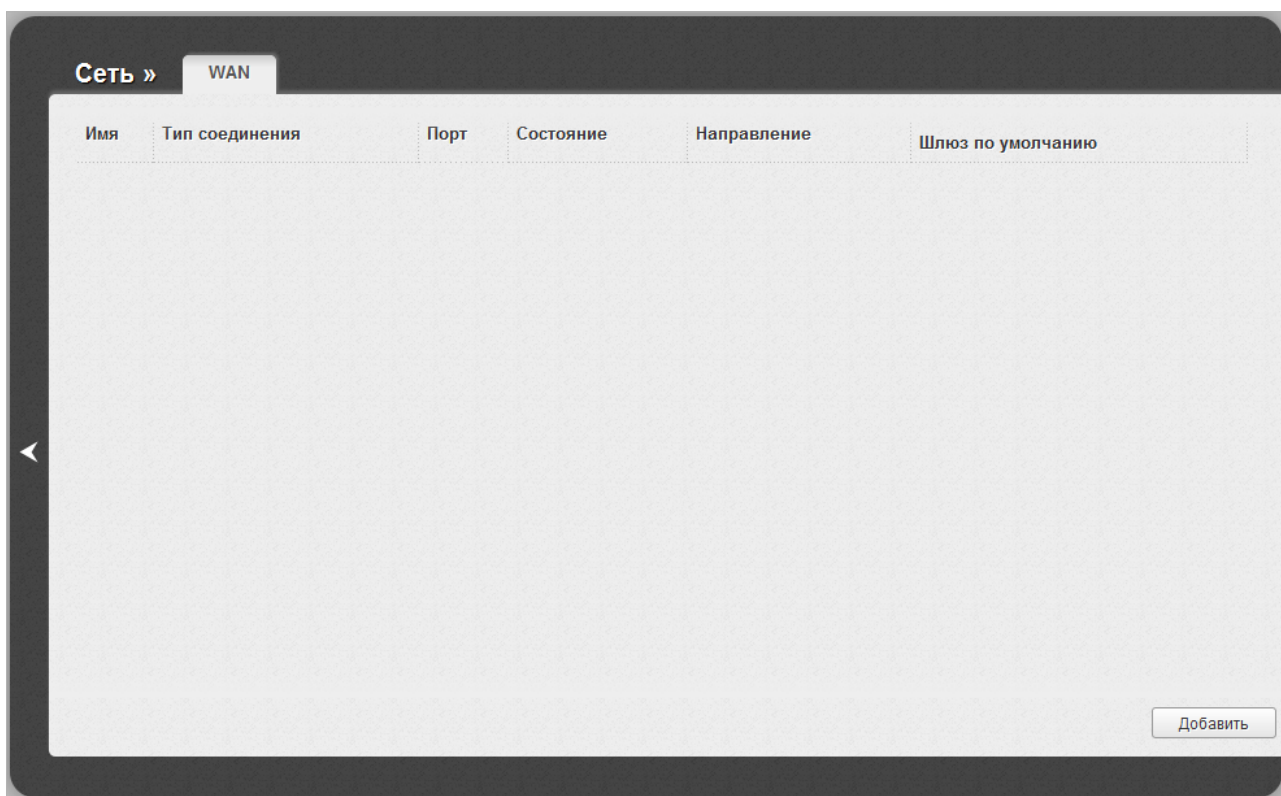 Сеть » WAN
Имя Тип соединения Порт Состояние Направление Шлюз по умолчанию
Добавить